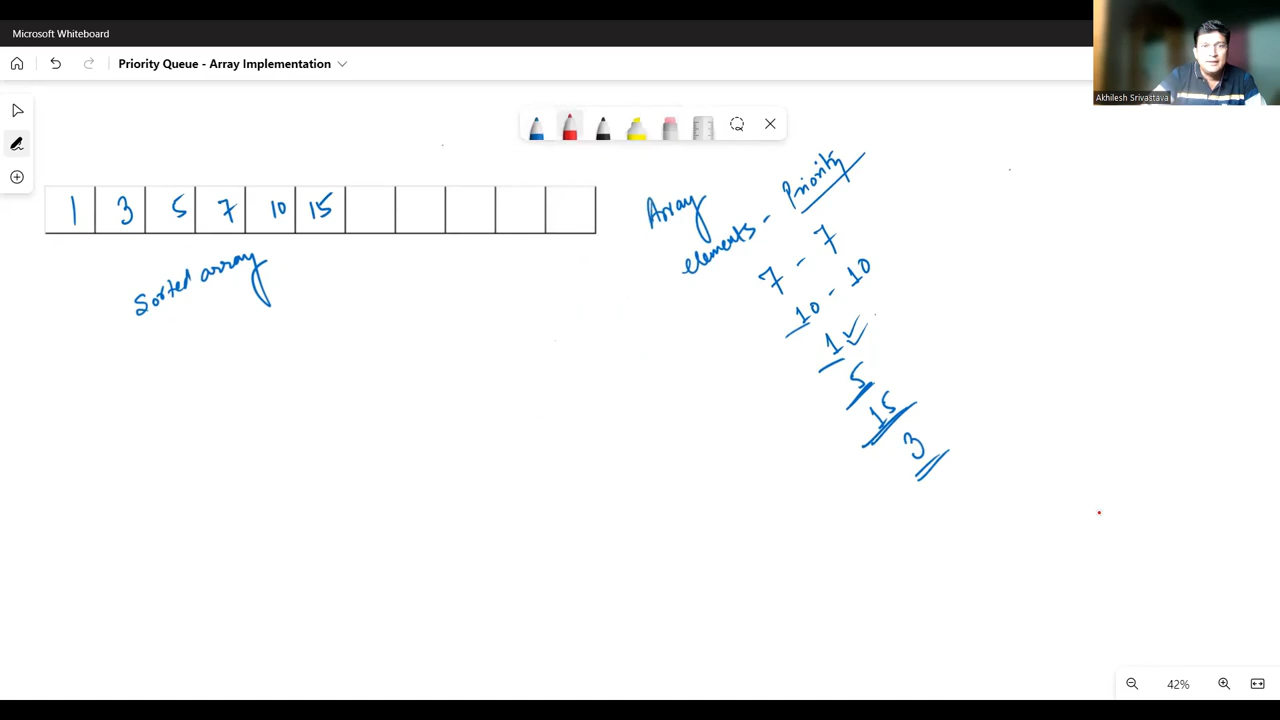 Microsoft Whiteboard
Priority Queue - Array Implementation
Akhilesh Srivastava
1 3 5 7 10 15
Sorted array
Array
elements - Priority
7 - 7
10 - 10
1
5
15
3
42%